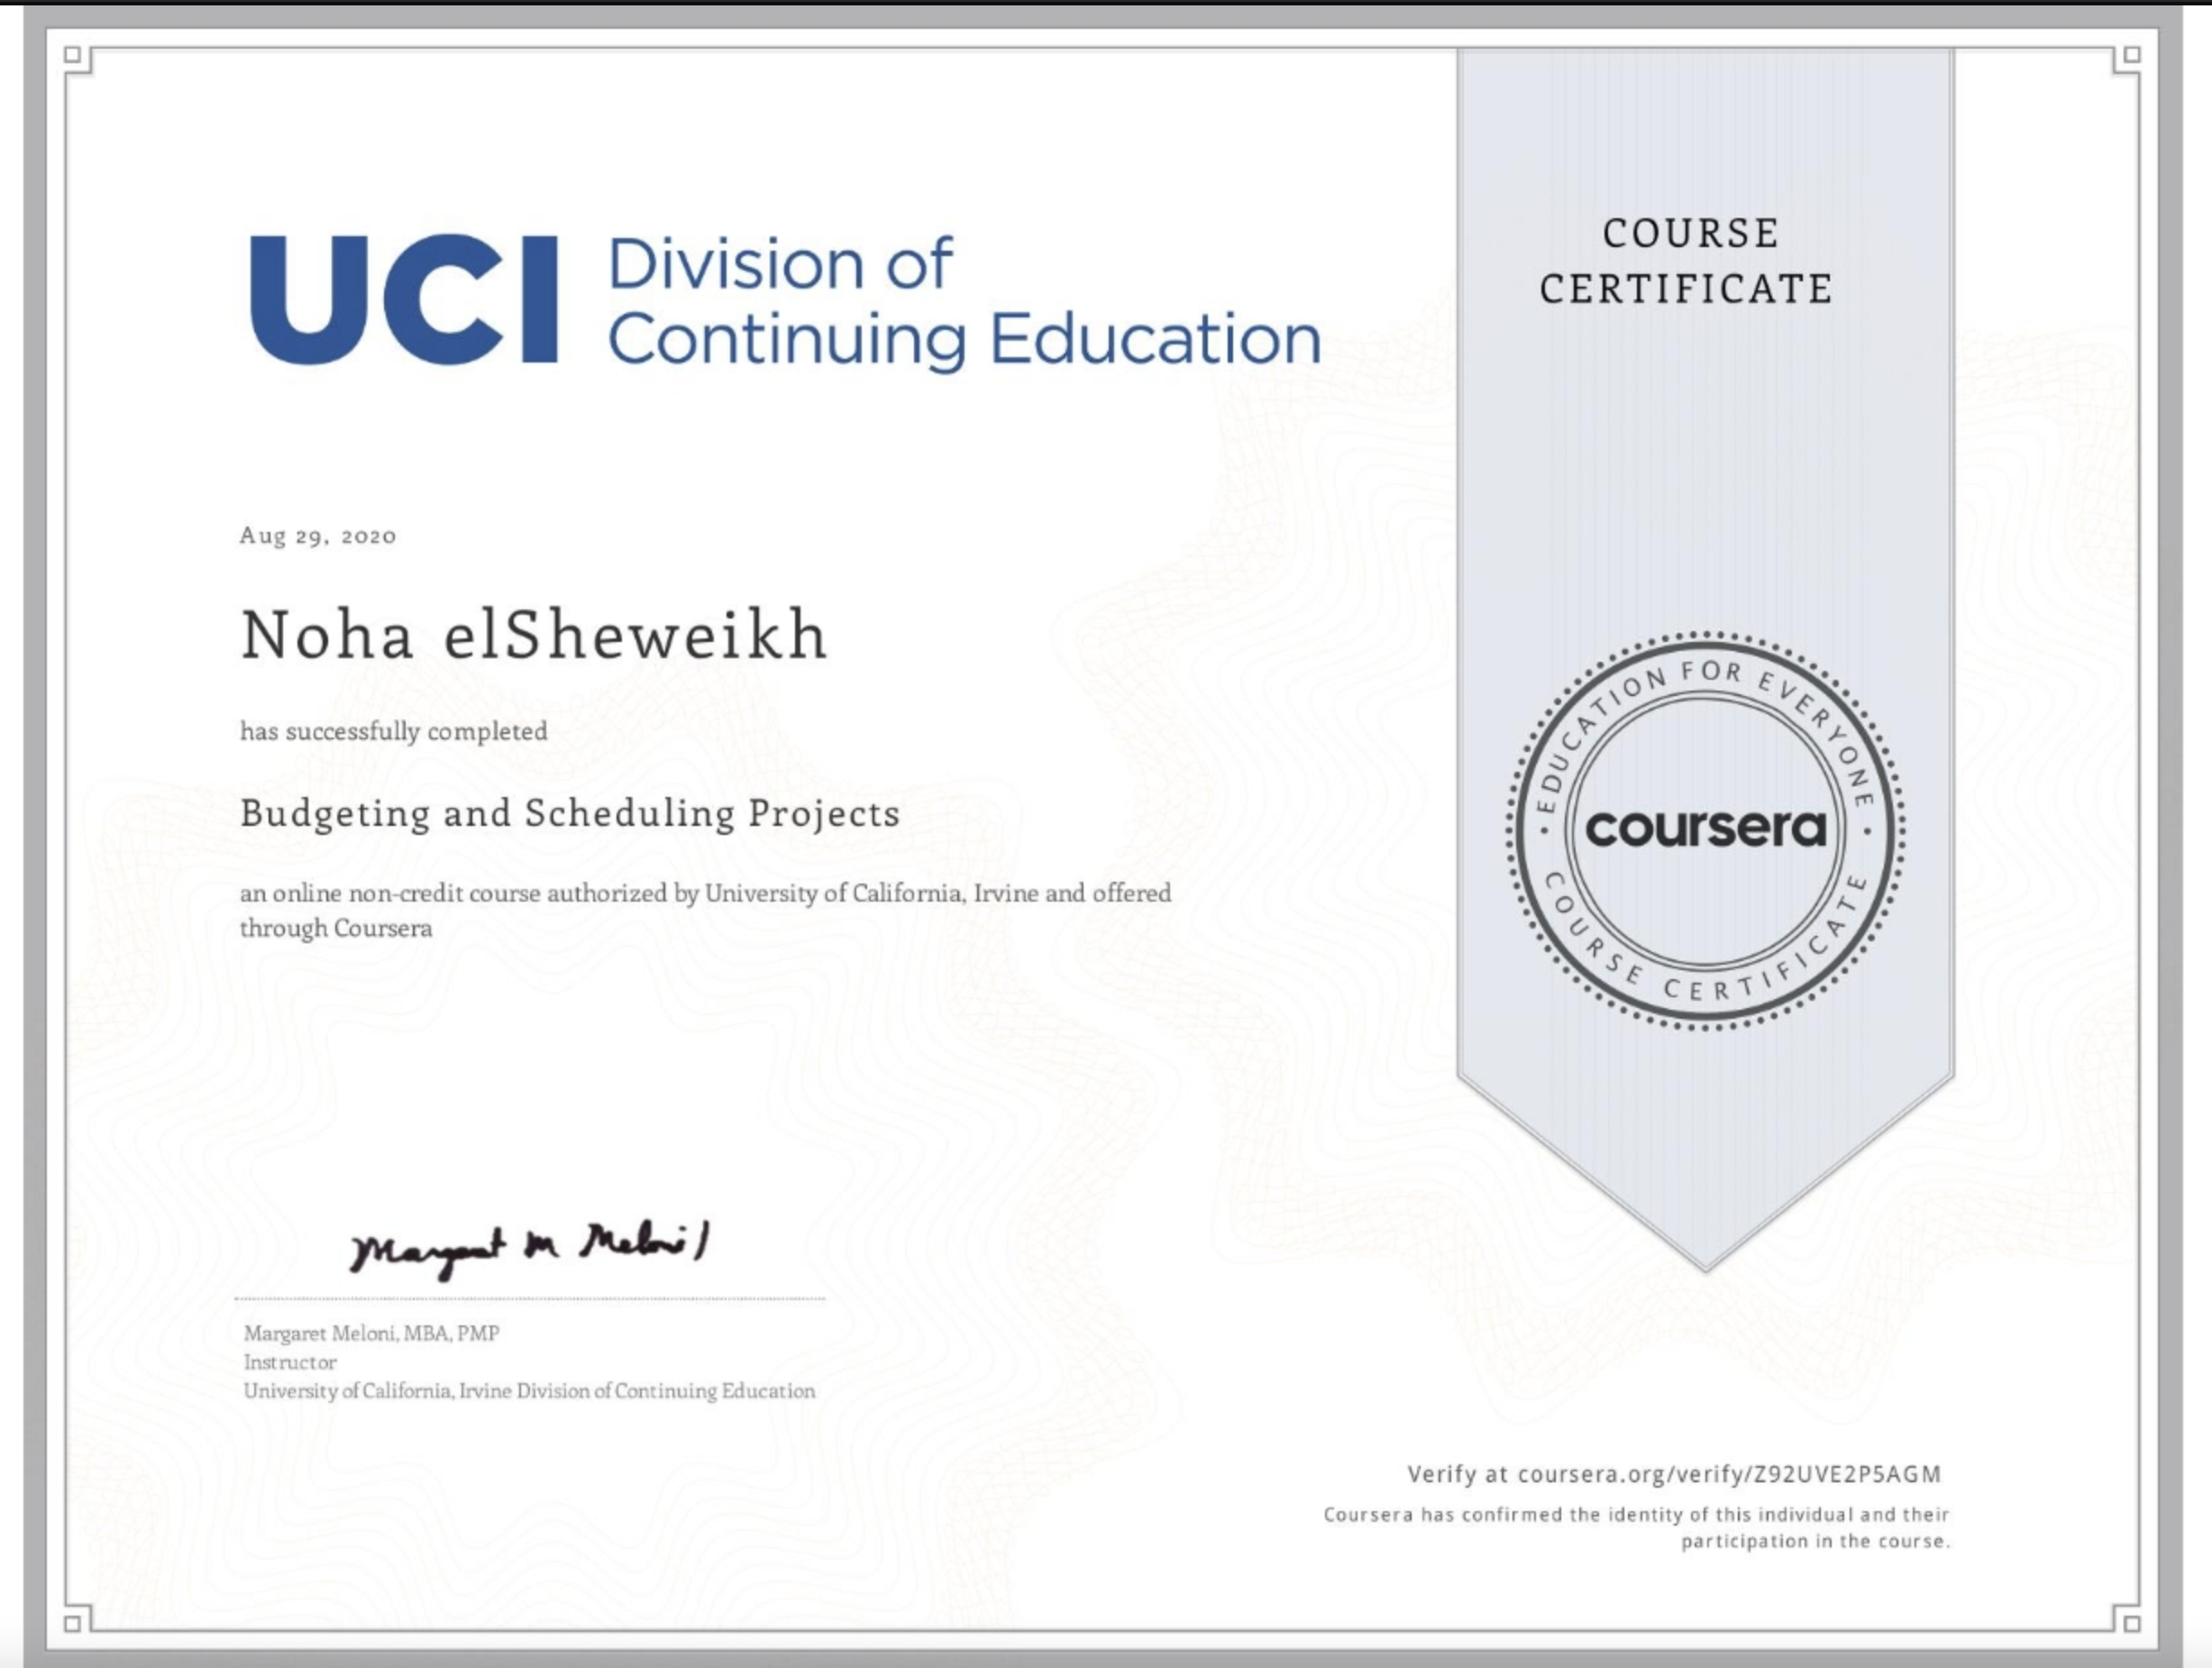 UCI Division of
Continuing Education
COURSE
CERTIFICATE
Aug 29, 2020
Noha elSheweikh
has successfully completed
Budgeting and Scheduling Projects
an online non-credit course authorized by University of California, Irvine and offered
through Coursera
EDUCATION FOR EVERYONE
coursera
COURSE CERTIFICATE
Margaret M Meloni
Margaret Meloni, MBA, PMP
Instructor
University of California, Irvine Division of Continuing Education
Verify at coursera.org/verify/Z92UVE2P5AGM
Coursera has confirmed the identity of this individual and their
participation in the course.